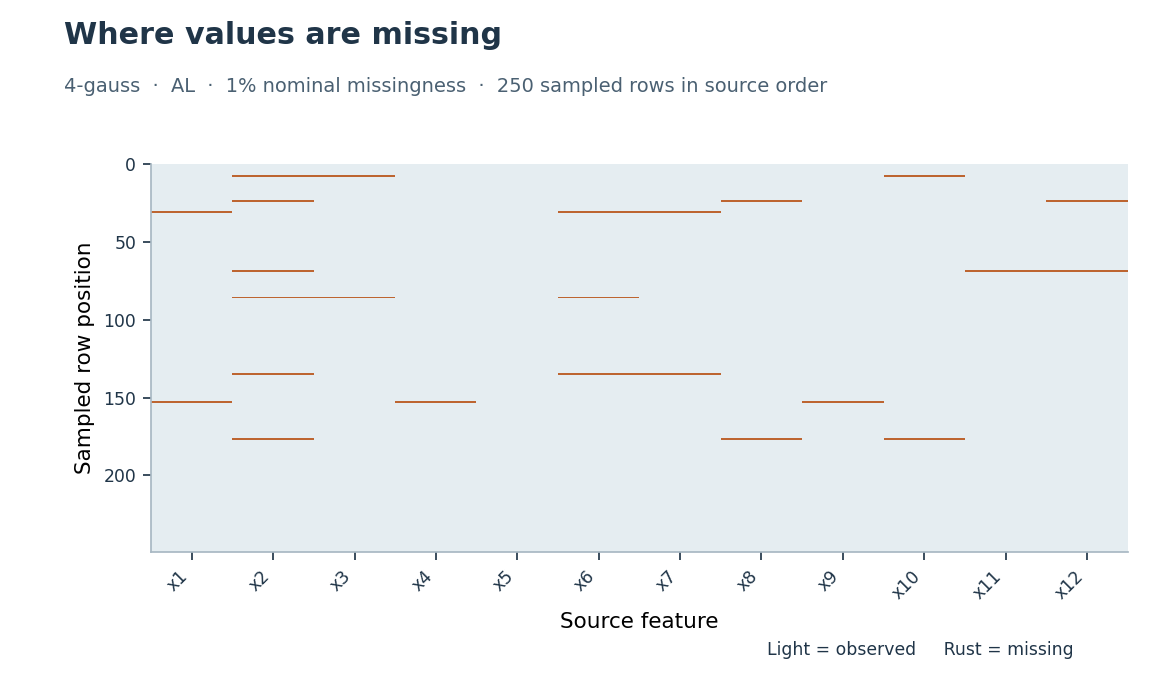 Where values are missing
4-gauss · AL · 1% nominal missingness · 250 sampled rows in source order
0
50
100
150
200
Sampled row position
x1 x2 x3 x4 x5 x6 x7 x8 x9 x10 x11 x12
Source feature
Light = observed Rust = missing